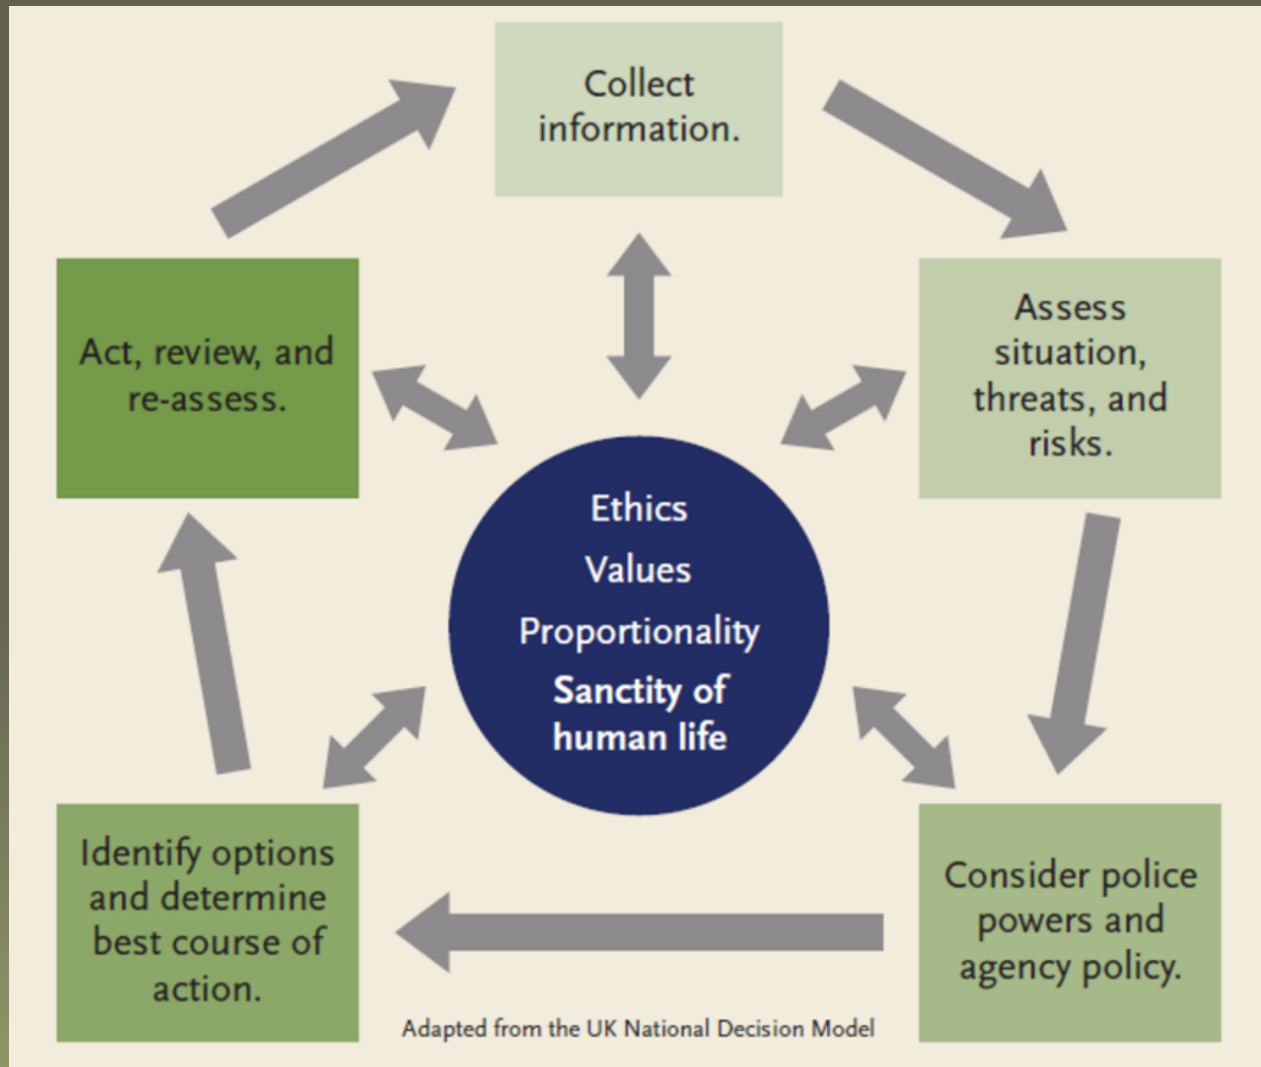 Collect
information.
Assess
situation,
threats, and
risks.
Consider police
powers and
agency policy.
Identify options
and determine
best course of
action.
Act, review, and
re-assess.
Ethics
Values
Proportionality
Sanctity of
human life
Adapted from the UK National Decision Model